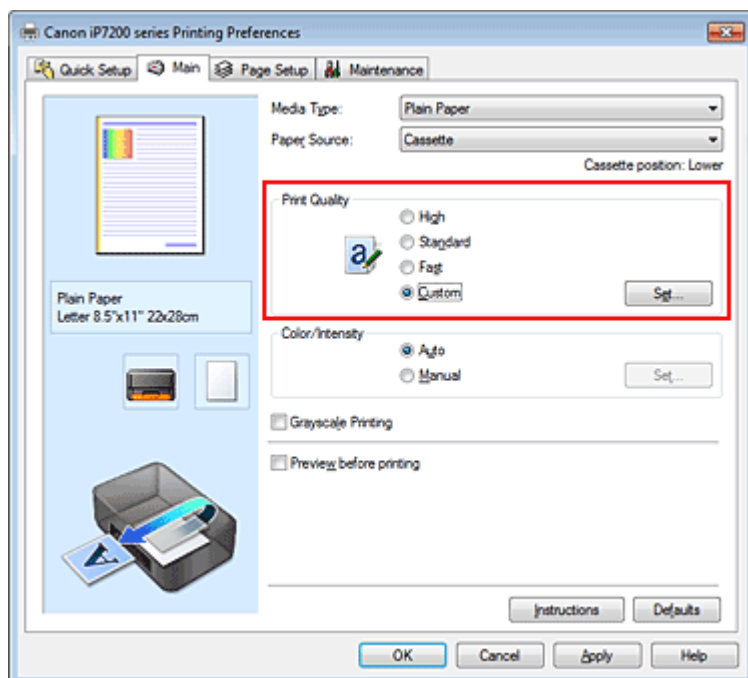 Canon iP7200 series Printing Preferences
Quick Setup
Main
Page Setup
Maintenance
Media Type:
Plain Paper
Paper Source:
Cassette
Cassette position: Lower
Print Quality
High
Standard
Fast
Custom
Set...
Plain Paper
Letter 8.5"x11" 22x28cm
Color/Intensity
Auto
Manual
Set...
Grayscale Printing
Preview before printing
Instructions
Defaults
OK
Cancel
Apply
Help